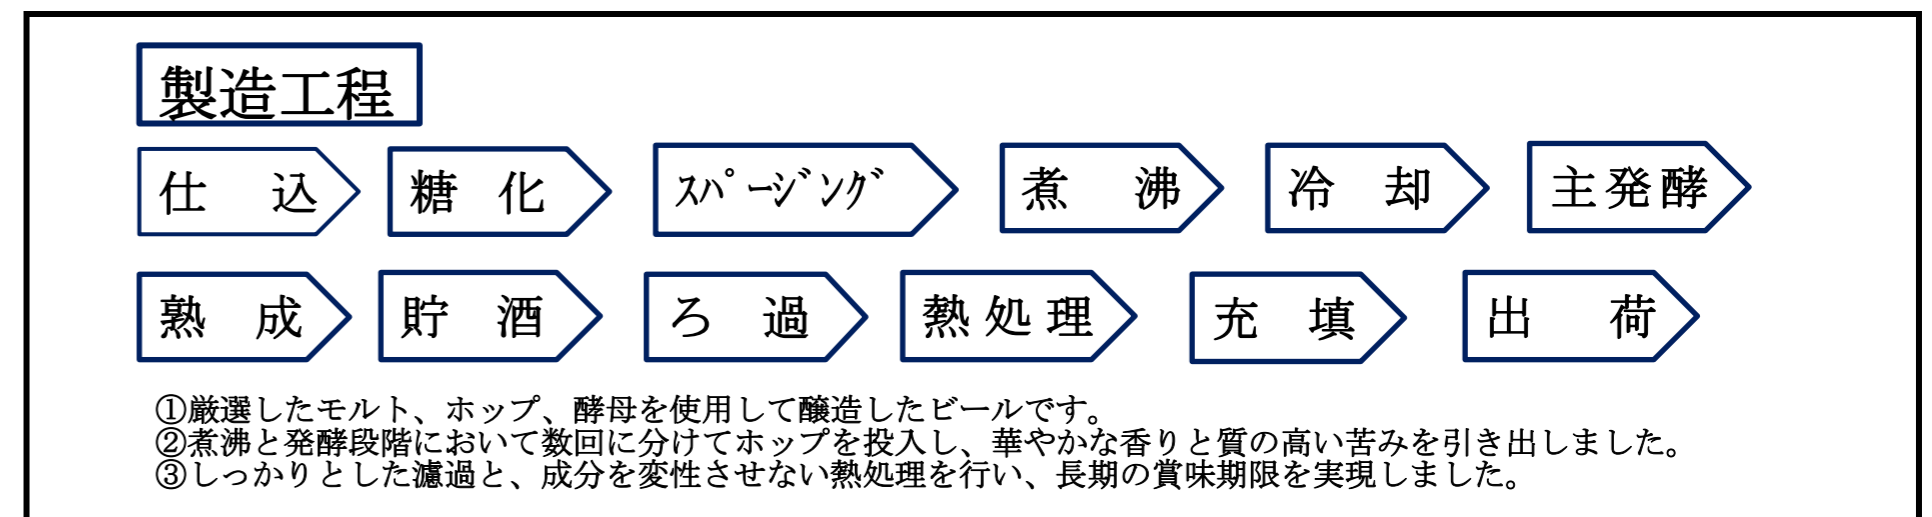 製造工程
仕　込 糖　化 ｽﾊﾟｰｼﾞﾝｸﾞ 煮　沸 冷　却 主発酵
熟　成 貯　酒 ろ　過 熱処理 充　填 出　荷
①厳選したモルト、ホップ、酵母を使用して醸造したビールです。
②煮沸と発酵段階において数回に分けてホップを投入し、華やかな香りと質の高い苦みを引き出しました。
③しっかりとした濾過と、成分を変性させない熱処理を行い、長期の賞味期限を実現しました。